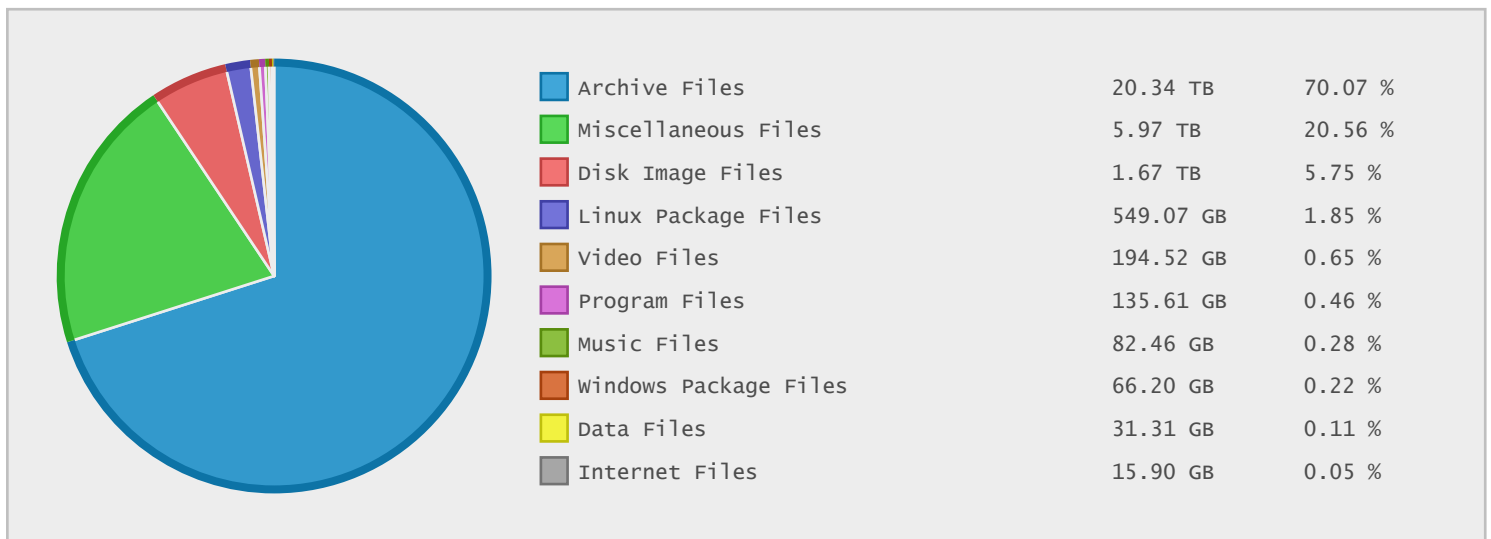 Archive Files 20.34 TB 70.07 %
Miscellaneous Files 5.97 TB 20.56 %
Disk Image Files 1.67 TB 5.75 %
Linux Package Files 549.07 GB 1.85 %
Video Files 194.52 GB 0.65 %
Program Files 135.61 GB 0.46 %
Music Files 82.46 GB 0.28 %
Windows Package Files 66.20 GB 0.22 %
Data Files 31.31 GB 0.11 %
Internet Files 15.90 GB 0.05 %